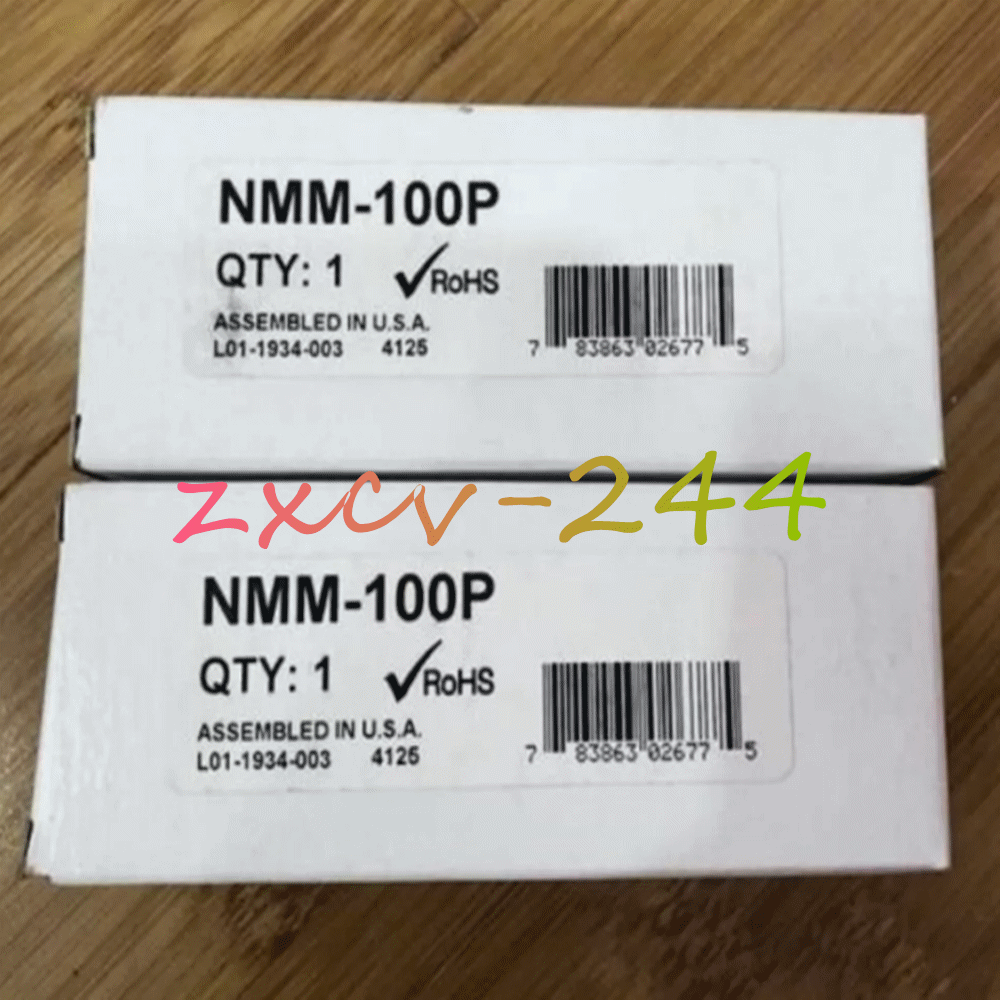 NMM-100P
QTY: 1 RoHS
ASSEMBLED IN U.S.A.
L01-1934-003 4125
7 83863 02677 5
zxcv-244
NMM-100P
QTY: 1 RoHS
ASSEMBLED IN U.S.A.
L01-1934-003 4125
7 83863 02677 5